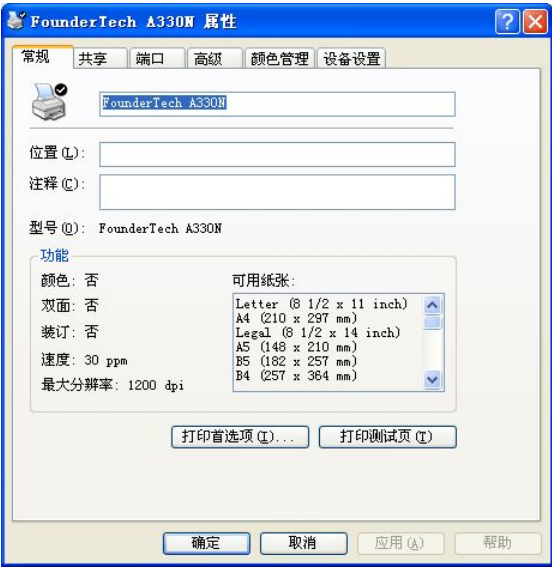 FounderTech A330N 属性
常规 共享 端口 高级 颜色管理 设备设置
FounderTech A330N
位置(L):
注释(C):
型号(O): FounderTech A330N
功能
颜色: 否
双面: 否
装订: 否
速度: 30 ppm
最大分辨率: 1200 dpi
可用纸张:
Letter (8 1/2 x 11 inch)
A4 (210 x 297 mm)
Legal (8 1/2 x 14 inch)
A5 (148 x 210 mm)
B5 (182 x 257 mm)
B4 (257 x 364 mm)
打印首选项(I)... 打印测试页(T)
确定 取消 应用(A) 帮助